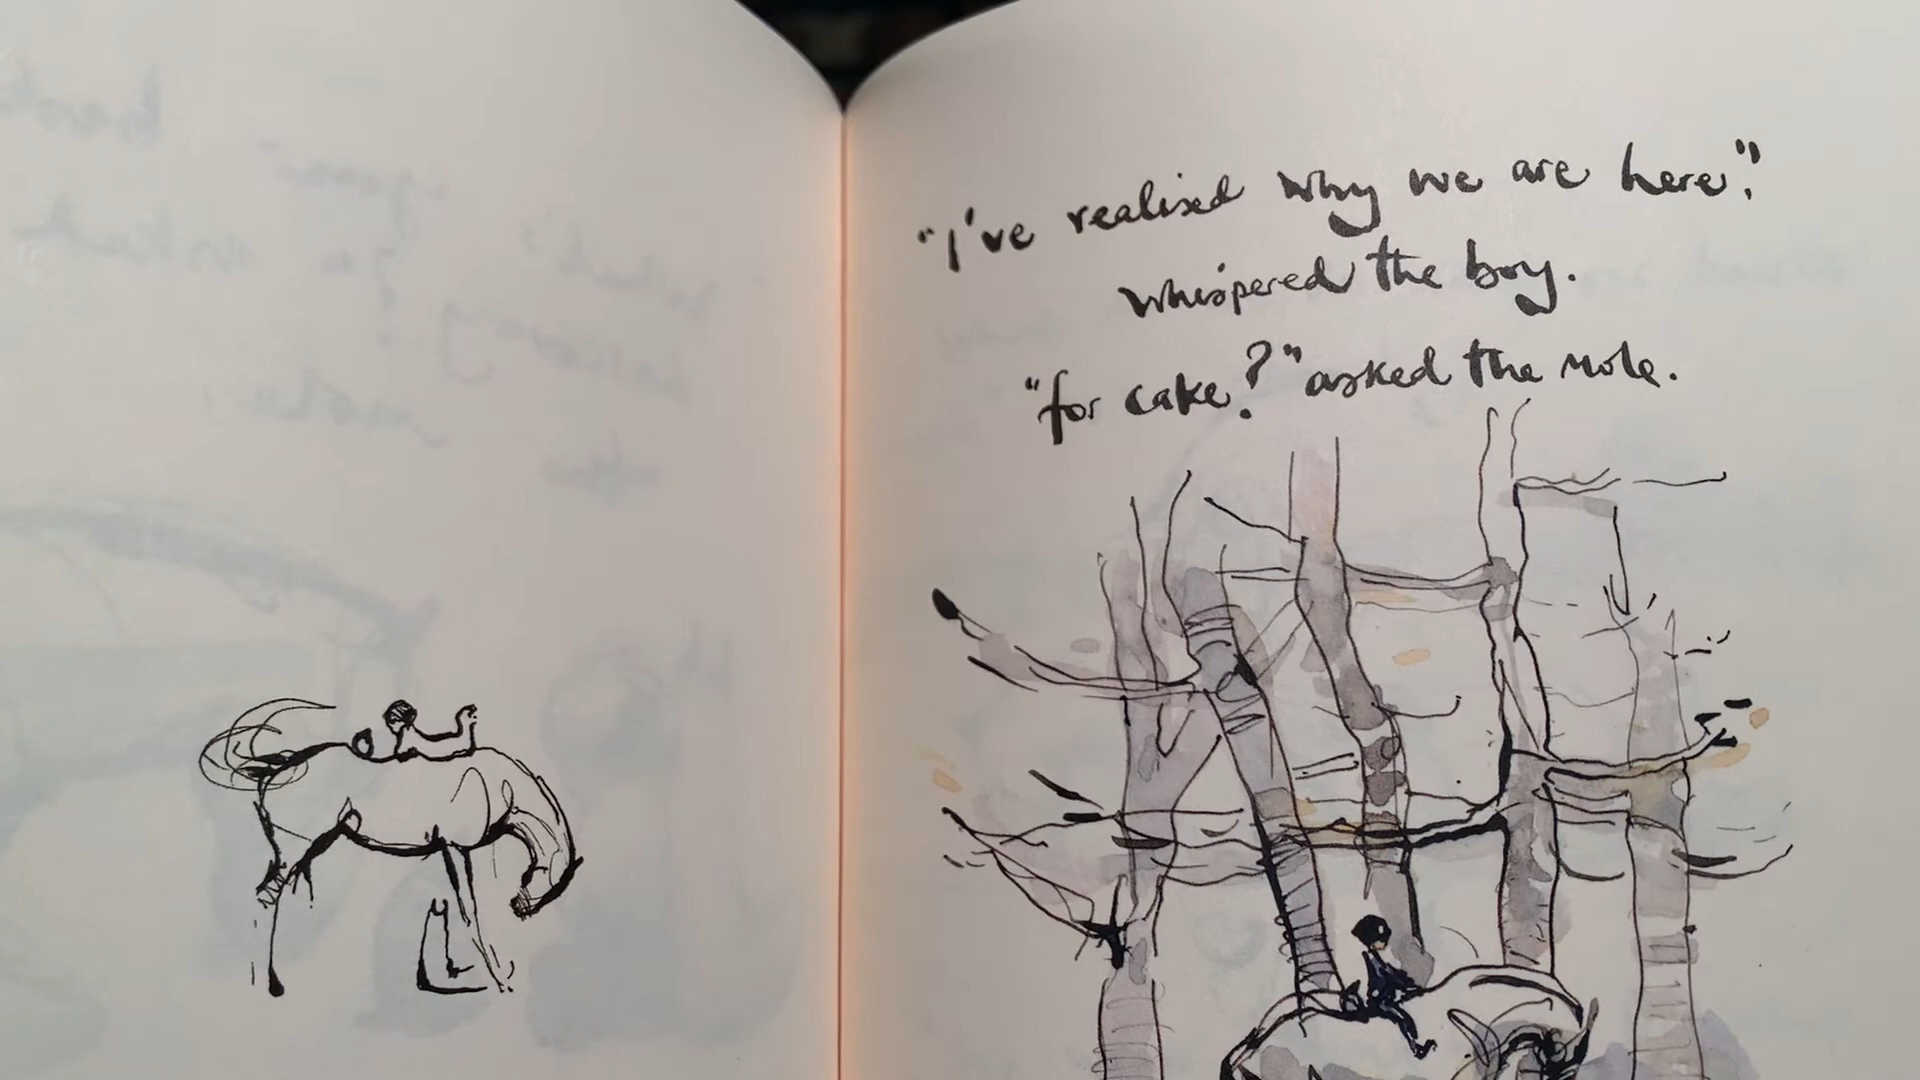 "I've realised why we are here,"
whispered the boy.
"for cake?" asked the mole.